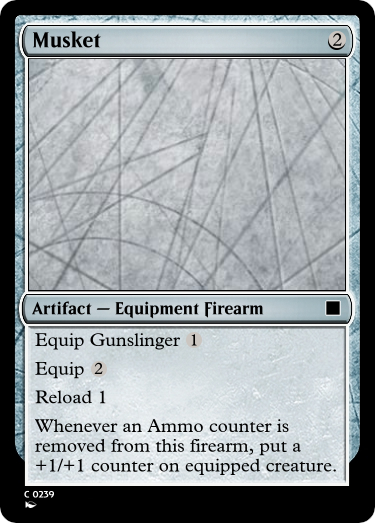 Musket 2
Artifact — Equipment Firearm
Equip Gunslinger 1
Equip 2
Reload 1
Whenever an Ammo counter is
removed from this firearm, put a
+1/+1 counter on equipped creature.
C 0239